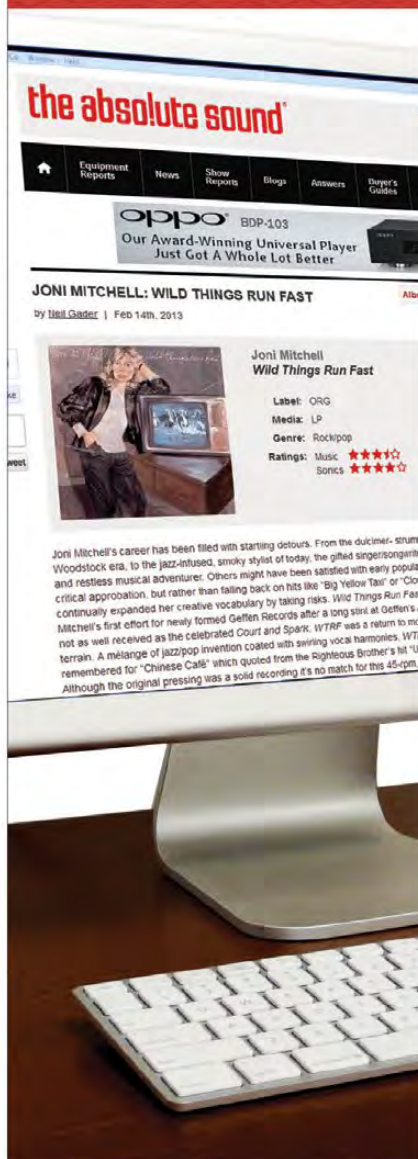 the absolute sound
Equipment Reports
News
Show Reports
Blogs
Answers
Buyer's Guides
oppo BDP-103
Our Award-Winning Universal Player
Just Got A Whole Lot Better
JONI MITCHELL: WILD THINGS RUN FAST
by Neil Gader | Feb 14th, 2013
Joni Mitchell
Wild Things Run Fast
Label: ORG
Media: LP
Genre: Rock/pop
Ratings: Music
Sonics
Joni Mitchell's career has been filled with startling detours. From the dulcimer-strum
Woodstock era, to the jazz-infused, smoky stylist of today, the gifted singer/songwrit
and restless musical adventurer. Others might have been satisfied with early popula
critical approbation, but rather than falling back on hits like "Big Yellow Taxi" or "Clo
continually expanded her creative vocabulary by taking risks. Wild Things Run Fas
Mitchell's first effort for newly formed Geffen Records after a long stint at Geffen's
not as well received as the celebrated Court and Spark, WTRF was a return to mo
terrain. A mélange of jazz/pop invention coated with swirling vocal harmonies, WT
remembered for "Chinese Café" which quoted from the Righteous Brother's hit "U
Although the original pressing was a solid recording it's no match for this 45-rpm,